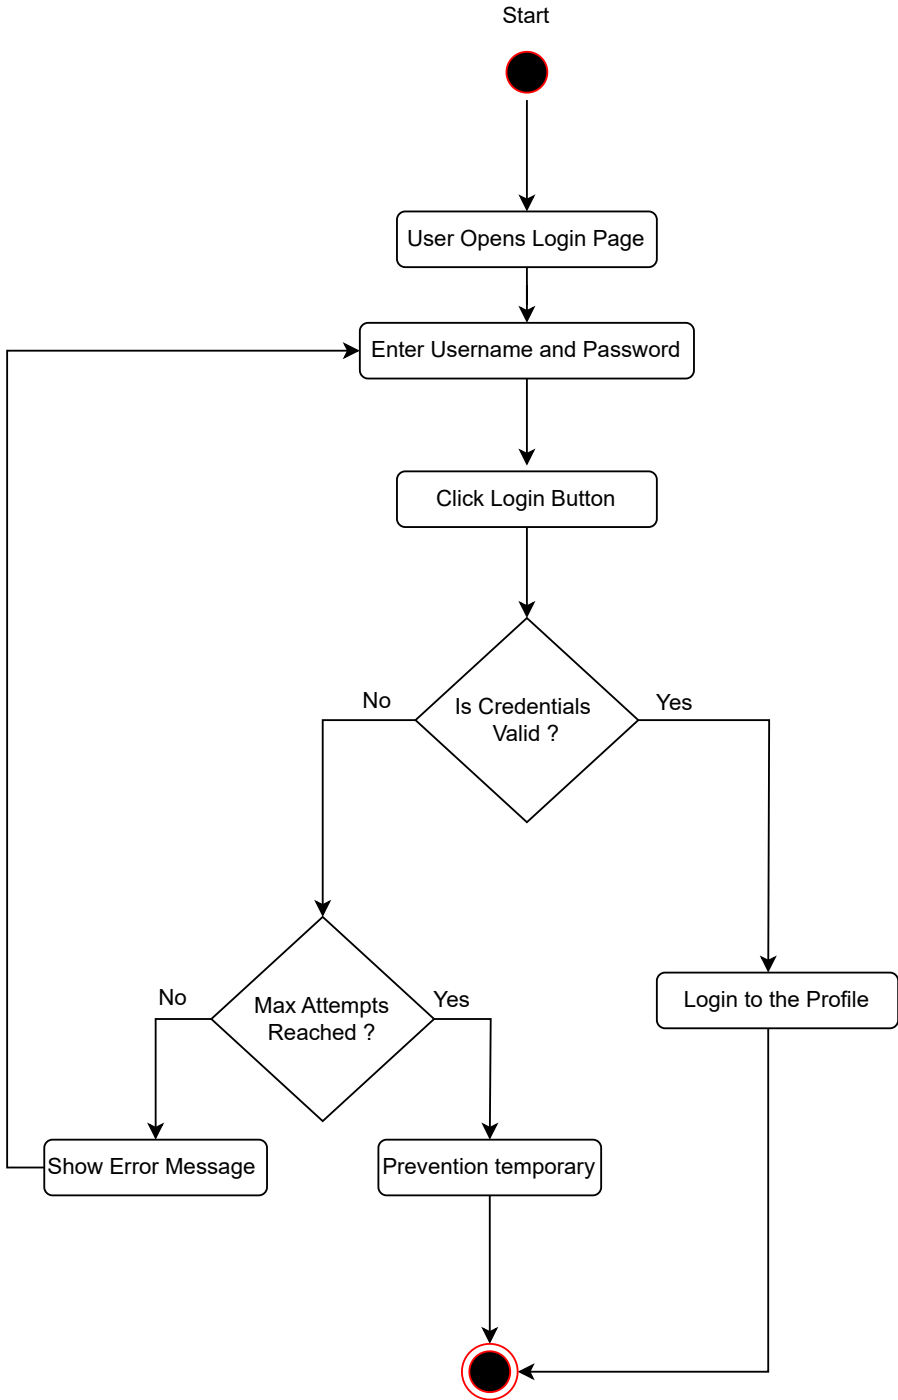 Start
User Opens Login Page
Enter Username and Password
Click Login Button
No
Is Credentials
Valid ?
Yes
No
Max Attempts
Reached ?
Yes
Login to the Profile
Show Error Message
Prevention temporary